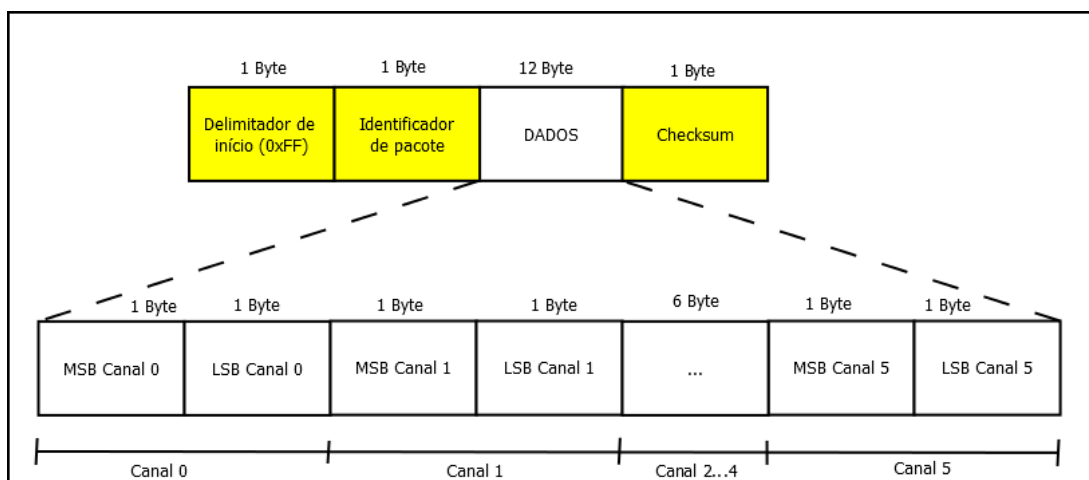 1 Byte
1 Byte
12 Byte
1 Byte
Delimitador de
início (0xFF)
Identificador
de pacote
DADOS
Checksum
1 Byte
1 Byte
1 Byte
1 Byte
6 Byte
1 Byte
1 Byte
MSB Canal 0
LSB Canal 0
MSB Canal 1
LSB Canal 1
...
MSB Canal 5
LSB Canal 5
Canal 0
Canal 1
Canal 2...4
Canal 5